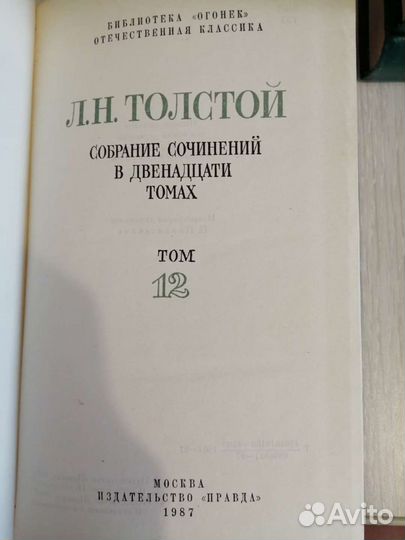 БИБЛИОТЕКА «ОГОНЕК»
ОТЕЧЕСТВЕННАЯ КЛАССИКА
Л.Н. ТОЛСТОЙ
СОБРАНИЕ СОЧИНЕНИЙ
В ДВЕНАДЦАТИ
ТОМАХ
ТОМ
12
МОСКВА
ИЗДАТЕЛЬСТВО «ПРАВДА»
1987
Avito